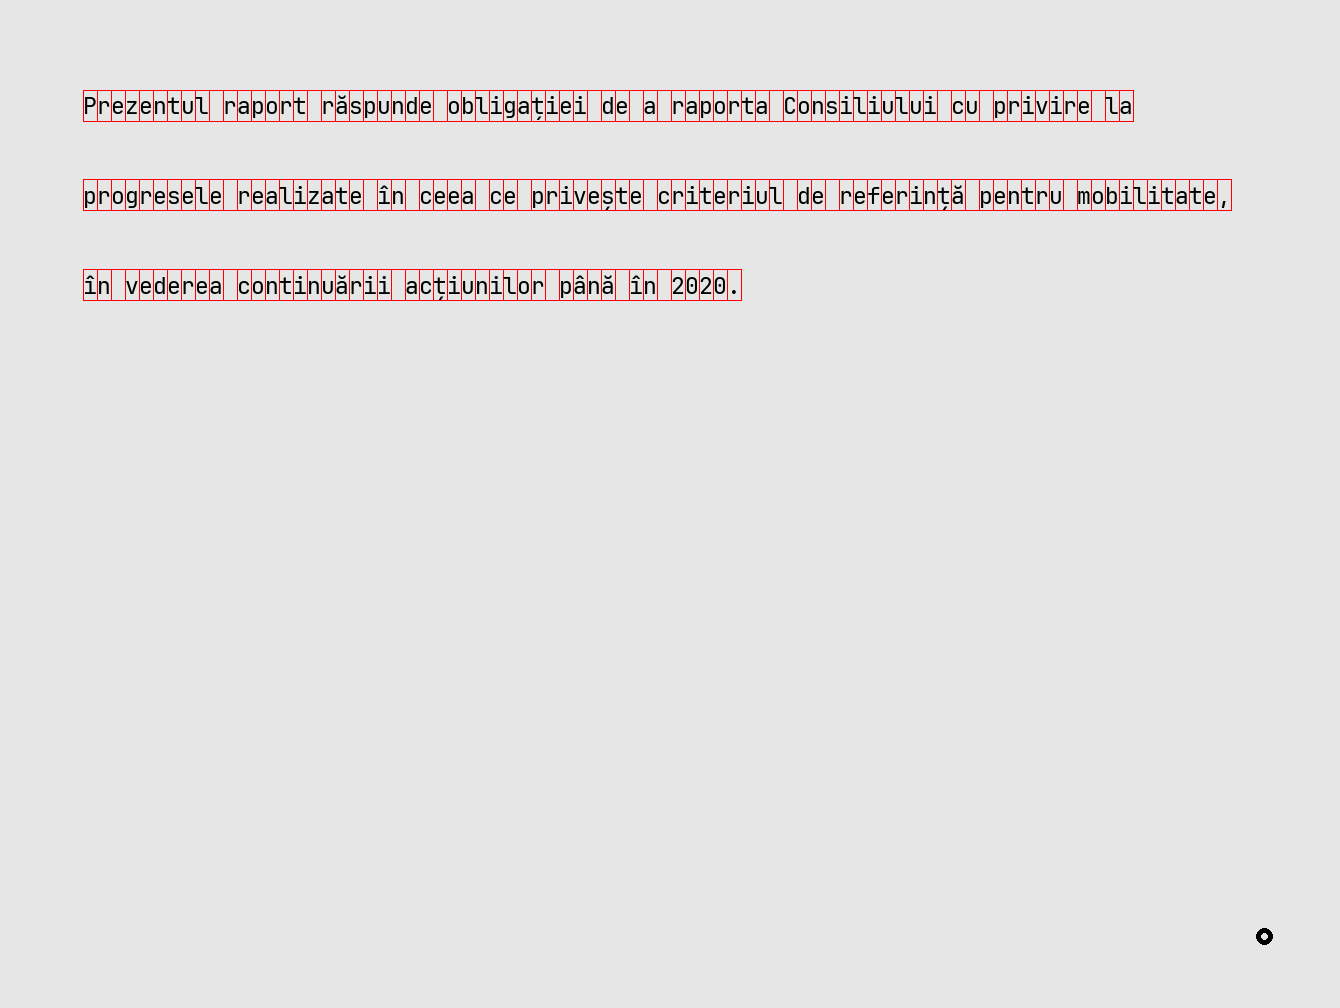 Prezentul raport răspunde obligației de a raporta Consiliului cu privire la
progresele realizate în ceea ce privește criteriul de referință pentru mobilitate,
în vederea continuării acțiunilor până în 2020.